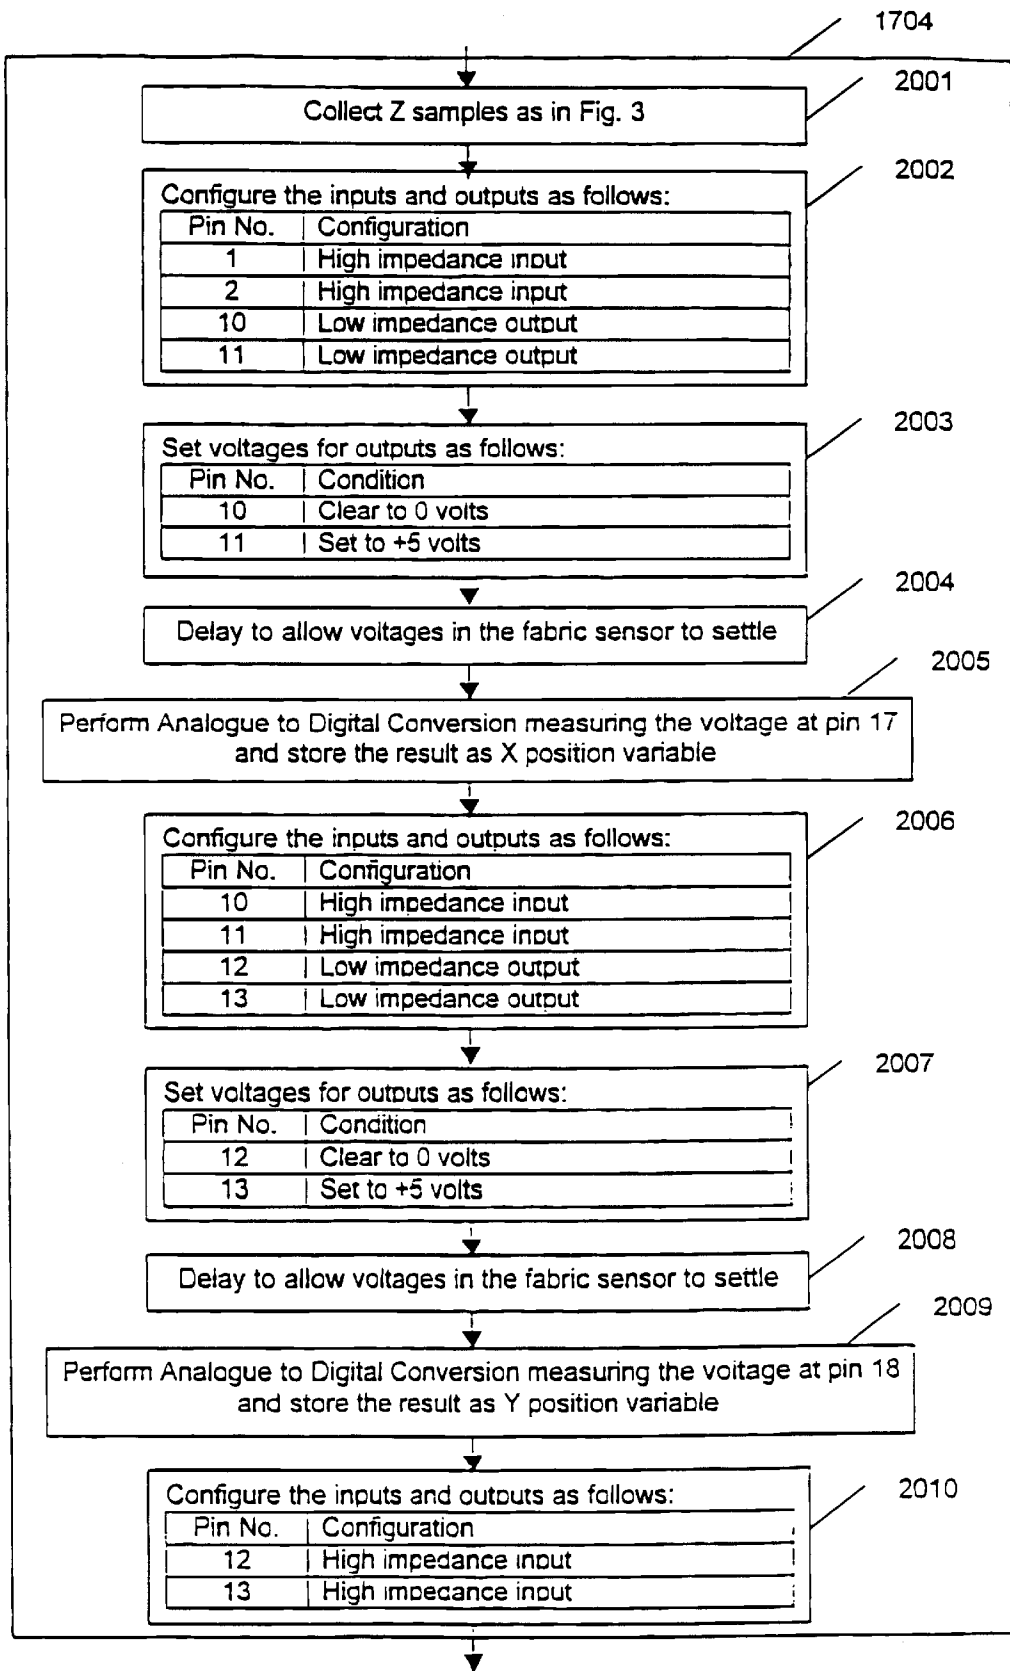 1704
2001
Collect Z samples as in Fig. 3
2002
Configure the inputs and outputs as follows:
Pin No. Configuration
1 High impedance input
2 High impedance input
10 Low impedance output
11 Low impedance output
2003
Set voltages for outputs as follows:
Pin No. Condition
10 Clear to 0 volts
11 Set to +5 volts
2004
Delay to allow voltages in the fabric sensor to settle
2005
Perform Analogue to Digital Conversion measuring the voltage at pin 17
and store the result as X position variable
2006
Configure the inputs and outputs as follows:
Pin No. Configuration
10 High impedance input
11 High impedance input
12 Low impedance output
13 Low impedance output
2007
Set voltages for outputs as follows:
Pin No. Condition
12 Clear to 0 volts
13 Set to +5 volts
2008
Delay to allow voltages in the fabric sensor to settle
2009
Perform Analogue to Digital Conversion measuring the voltage at pin 18
and store the result as Y position variable
2010
Configure the inputs and outputs as follows:
Pin No. Configuration
12 High impedance input
13 High impedance input